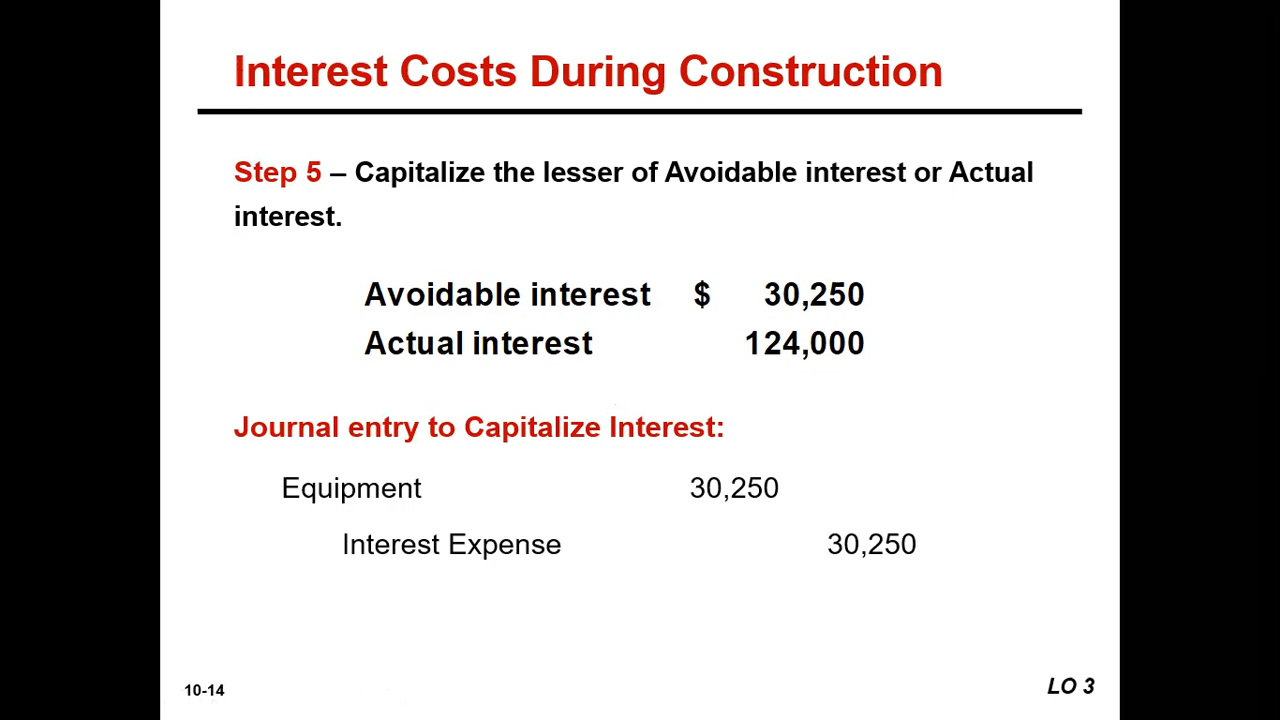 Interest Costs During Construction
Step 5 – Capitalize the lesser of Avoidable interest or Actual
interest.
Avoidable interest $ 30,250
Actual interest 124,000
Journal entry to Capitalize Interest:
Equipment 30,250
Interest Expense 30,250
10-14 LO 3